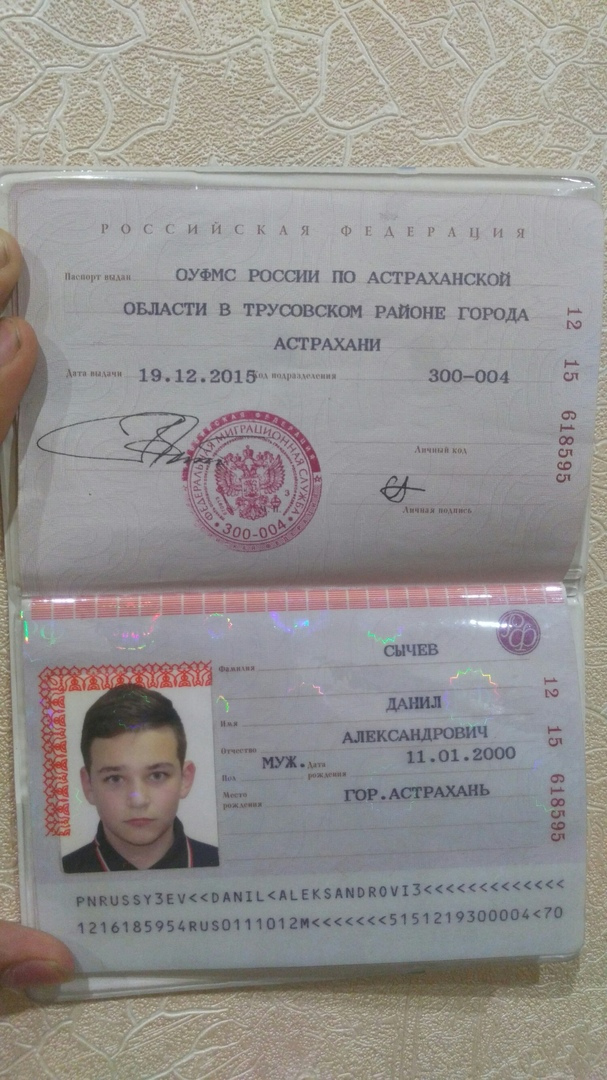 РОССИЙСКАЯ ФЕДЕРАЦИЯ
Паспорт выдан ОУФМС РОССИИ ПО АСТРАХАНСКОЙ
ОБЛАСТИ В ТРУСОВСКОМ РАЙОНЕ ГОРОДА
АСТРАХАНИ
Дата выдачи 19.12.2015 Код подразделения 300-004
12 15 618595
ФЕДЕРАЛЬНАЯ МИГРАЦИОННАЯ СЛУЖБА
300-004
Личный код
Личная подпись
РФ
Фамилия СЫЧЕВ
Имя ДАНИЛ
Отчество АЛЕКСАНДРОВИЧ
Пол МУЖ. Дата рождения 11.01.2000
Место рождения ГОР.АСТРАХАНЬ
12 15 618595
PNRUSSY3EV<<DANIL<ALEKSANDROVI3<<<<<<<<<<<<<
1216185954RUS0111012M<<<<<<<5151219300004<70